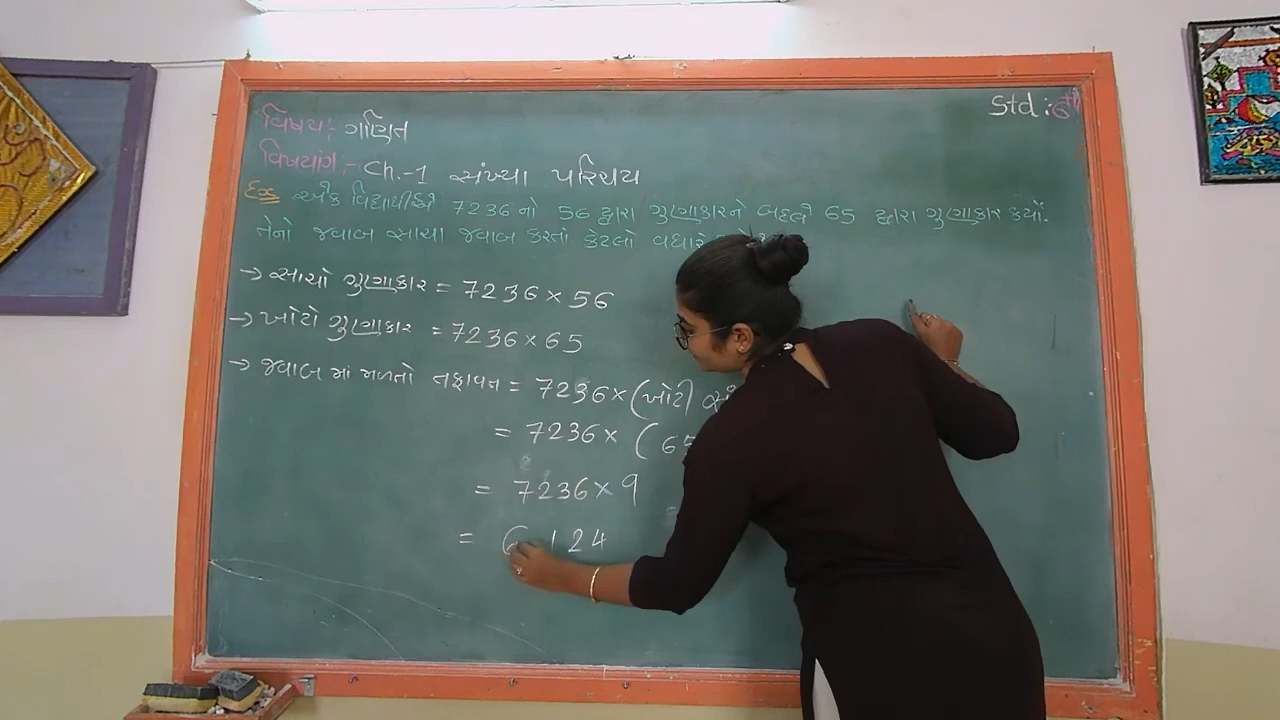 Std : 6th
વિષય :- ગણિત
વિષયાંગ :- Ch.-1 સંખ્યા પરિચય
Ex એક વિદ્યાર્થીએ 7236 નો 56 દ્વારા ગુણાકારને બદલે 65 દ્વારા ગુણાકાર કર્યો.
તેનો જવાબ સાચા જવાબ કરતાં કેટલો વધારે
→ સાચો ગુણાકાર = 7236 × 56
→ ખોટો ગુણાકાર = 7236 × 65
→ જવાબ માં મળતો તફાવત = 7236 × (ખોટી
= 7236 × ( 65
= 7236 × 9
= 6 124